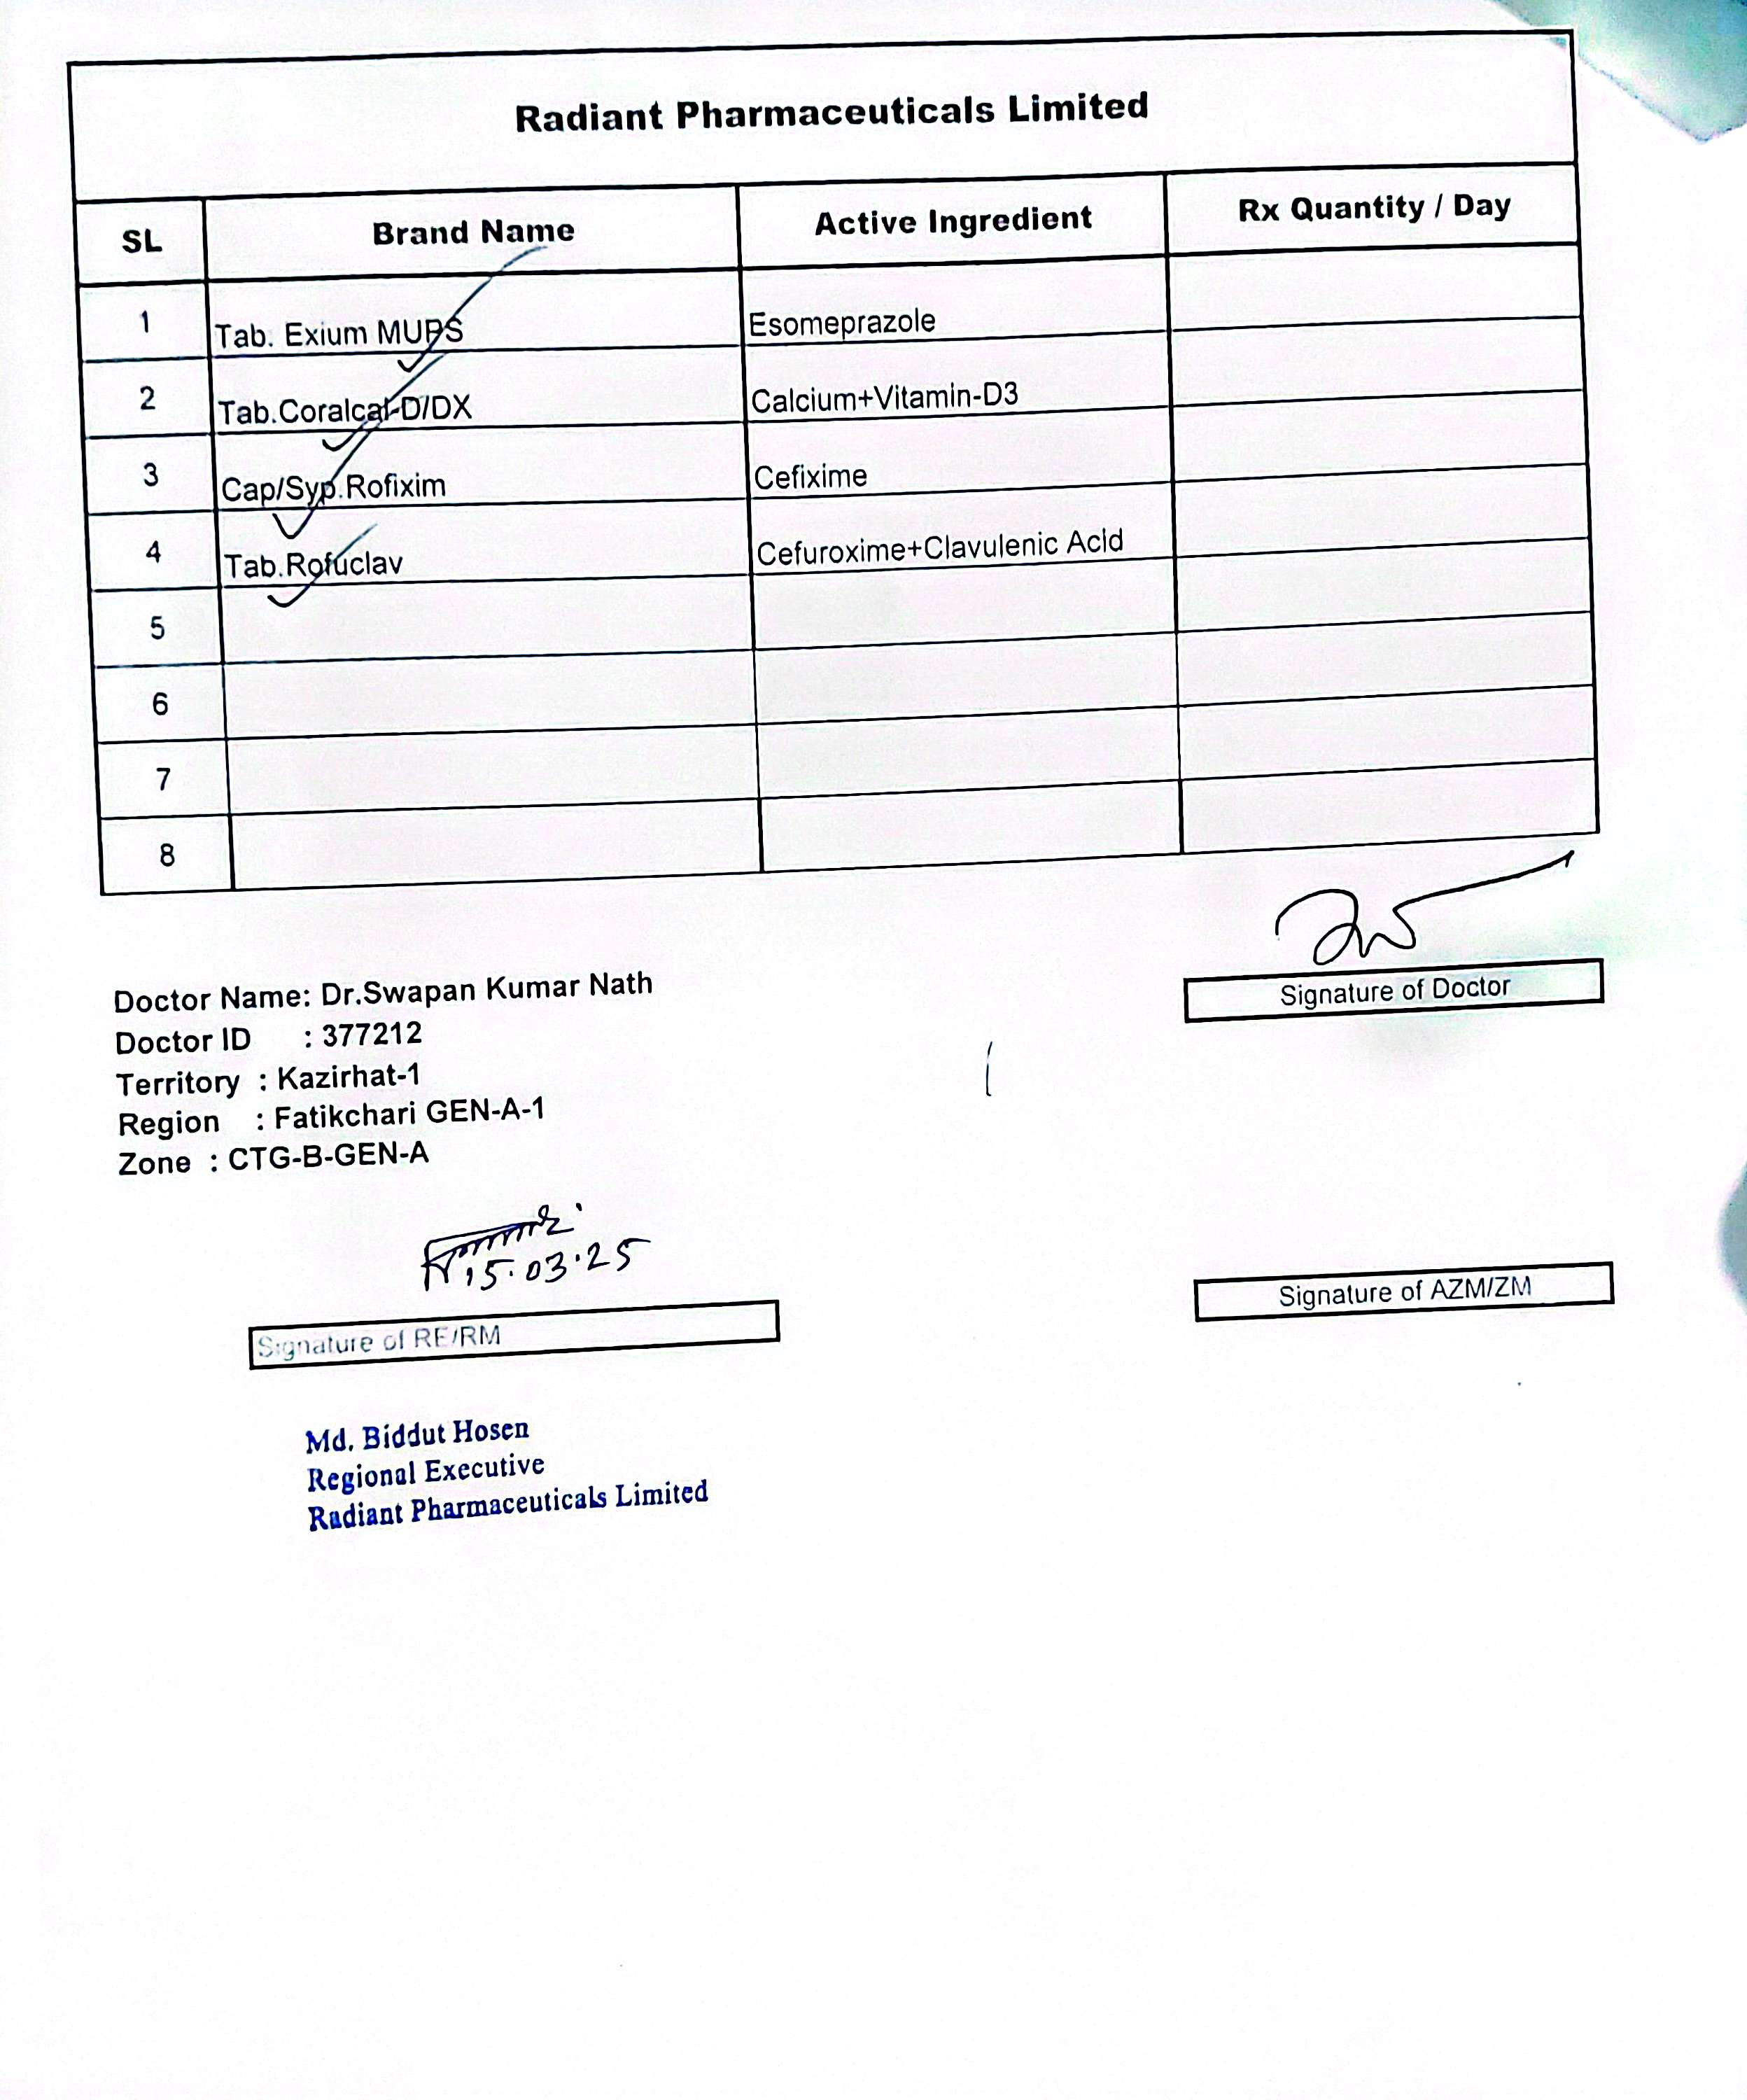 Radiant Pharmaceuticals Limited
SL Brand Name Active Ingredient Rx Quantity / Day
1 Tab. Exium MUPS Esomeprazole
2 Tab.Coralcal-D/DX Calcium+Vitamin-D3
3 Cap/Syp.Rofixim Cefixime
4 Tab.Rofuclav Cefuroxime+Clavulenic Acid
5
6
7
8
Signature of Doctor
Doctor Name: Dr.Swapan Kumar Nath
Doctor ID : 377212
Territory : Kazirhat-1
Region : Fatikchari GEN-A-1
Zone : CTG-B-GEN-A
15.03.25
Signature of RE/RM
Signature of AZM/ZM
Md. Biddut Hosen
Regional Executive
Radiant Pharmaceuticals Limited